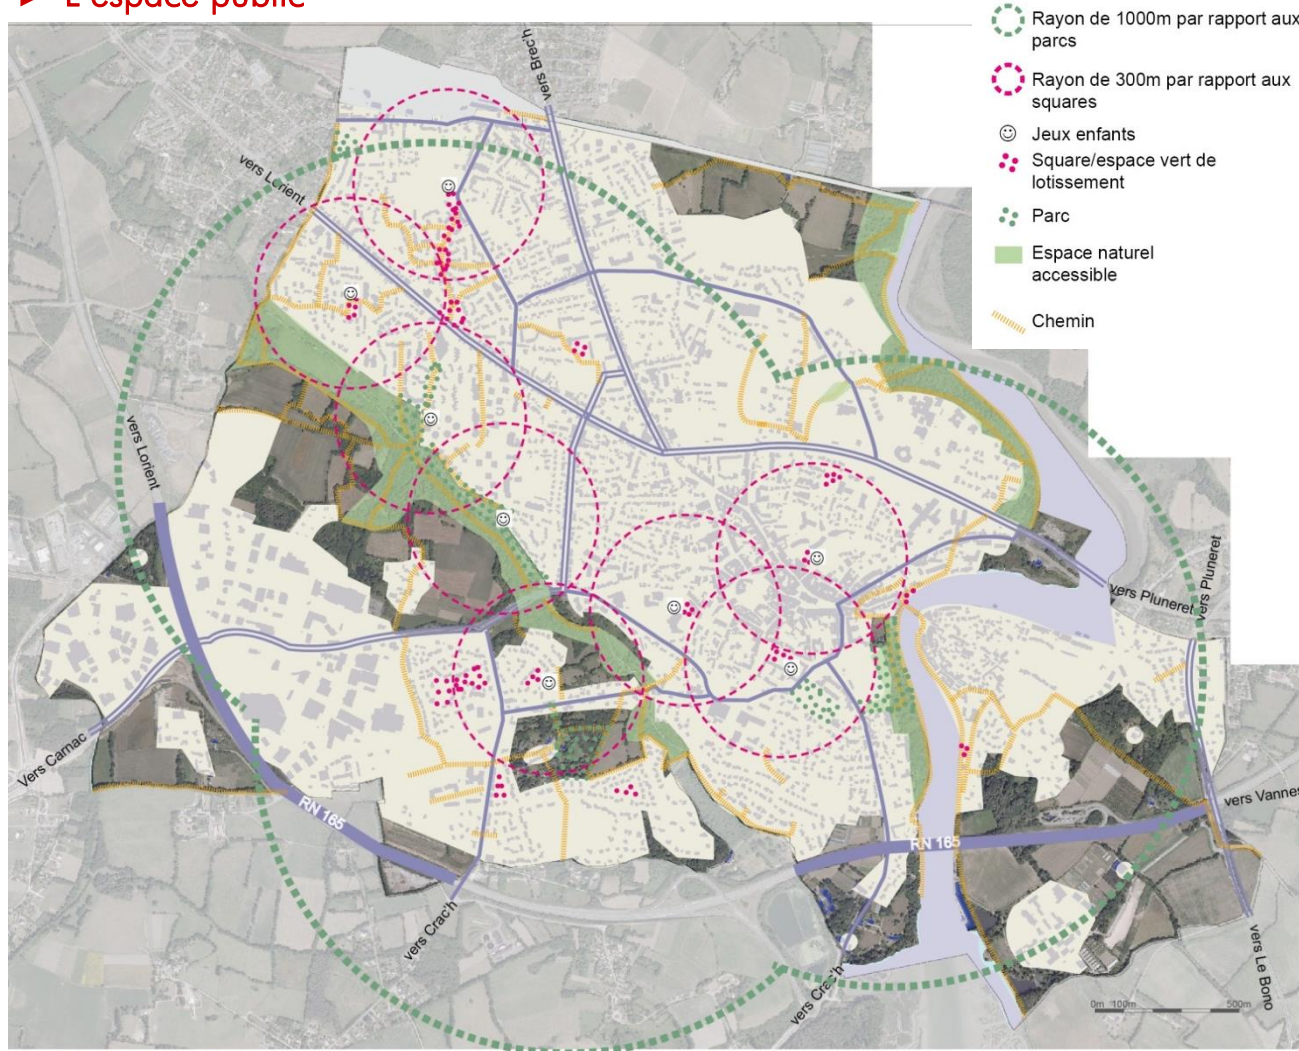 ► L'espace public
Rayon de 1000m par rapport aux
parcs
Rayon de 300m par rapport aux
squares
Jeux enfants
Square/espace vert de
lotissement
Parc
Espace naturel
accessible
Chemin
vers Brec'h
vers Lorient
vers Lorient
vers Pluneret
vers Pluneret
Vers Carnac
RN 165
vers Vannes
RN 165
vers Crac'h
vers Crac'h
vers Le Bono
0m 100m 500m